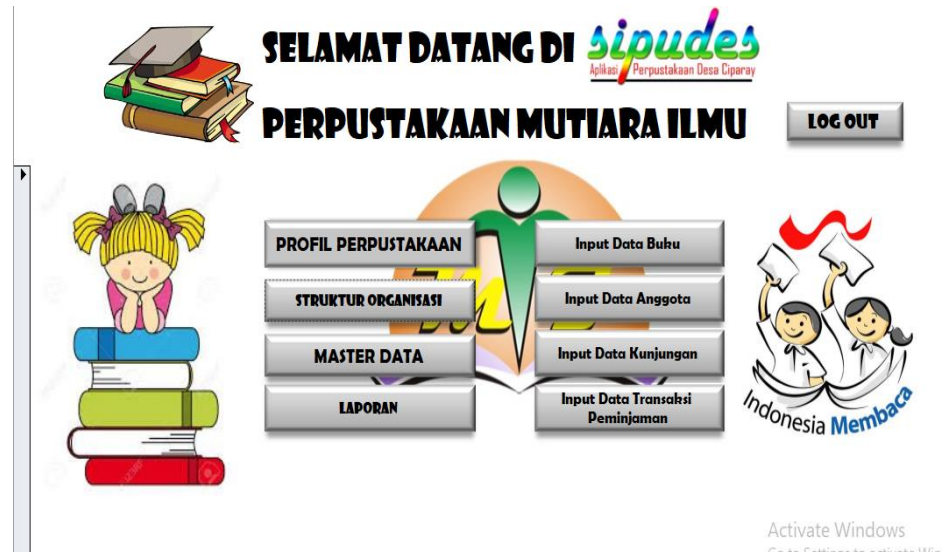 SELAMAT DATANG DI sipudes
Aplikasi Perpustakaan Desa Ciparay
PERPUSTAKAAN MUTIARA ILMU
LOG OUT
PROFIL PERPUSTAKAAN
Input Data Buku
STRUKTUR ORGANISASI
Input Data Anggota
MASTER DATA
Input Data Kunjungan
LAPORAN
Input Data Transaksi
Peminjaman
Indonesia Membaca
Activate Windows